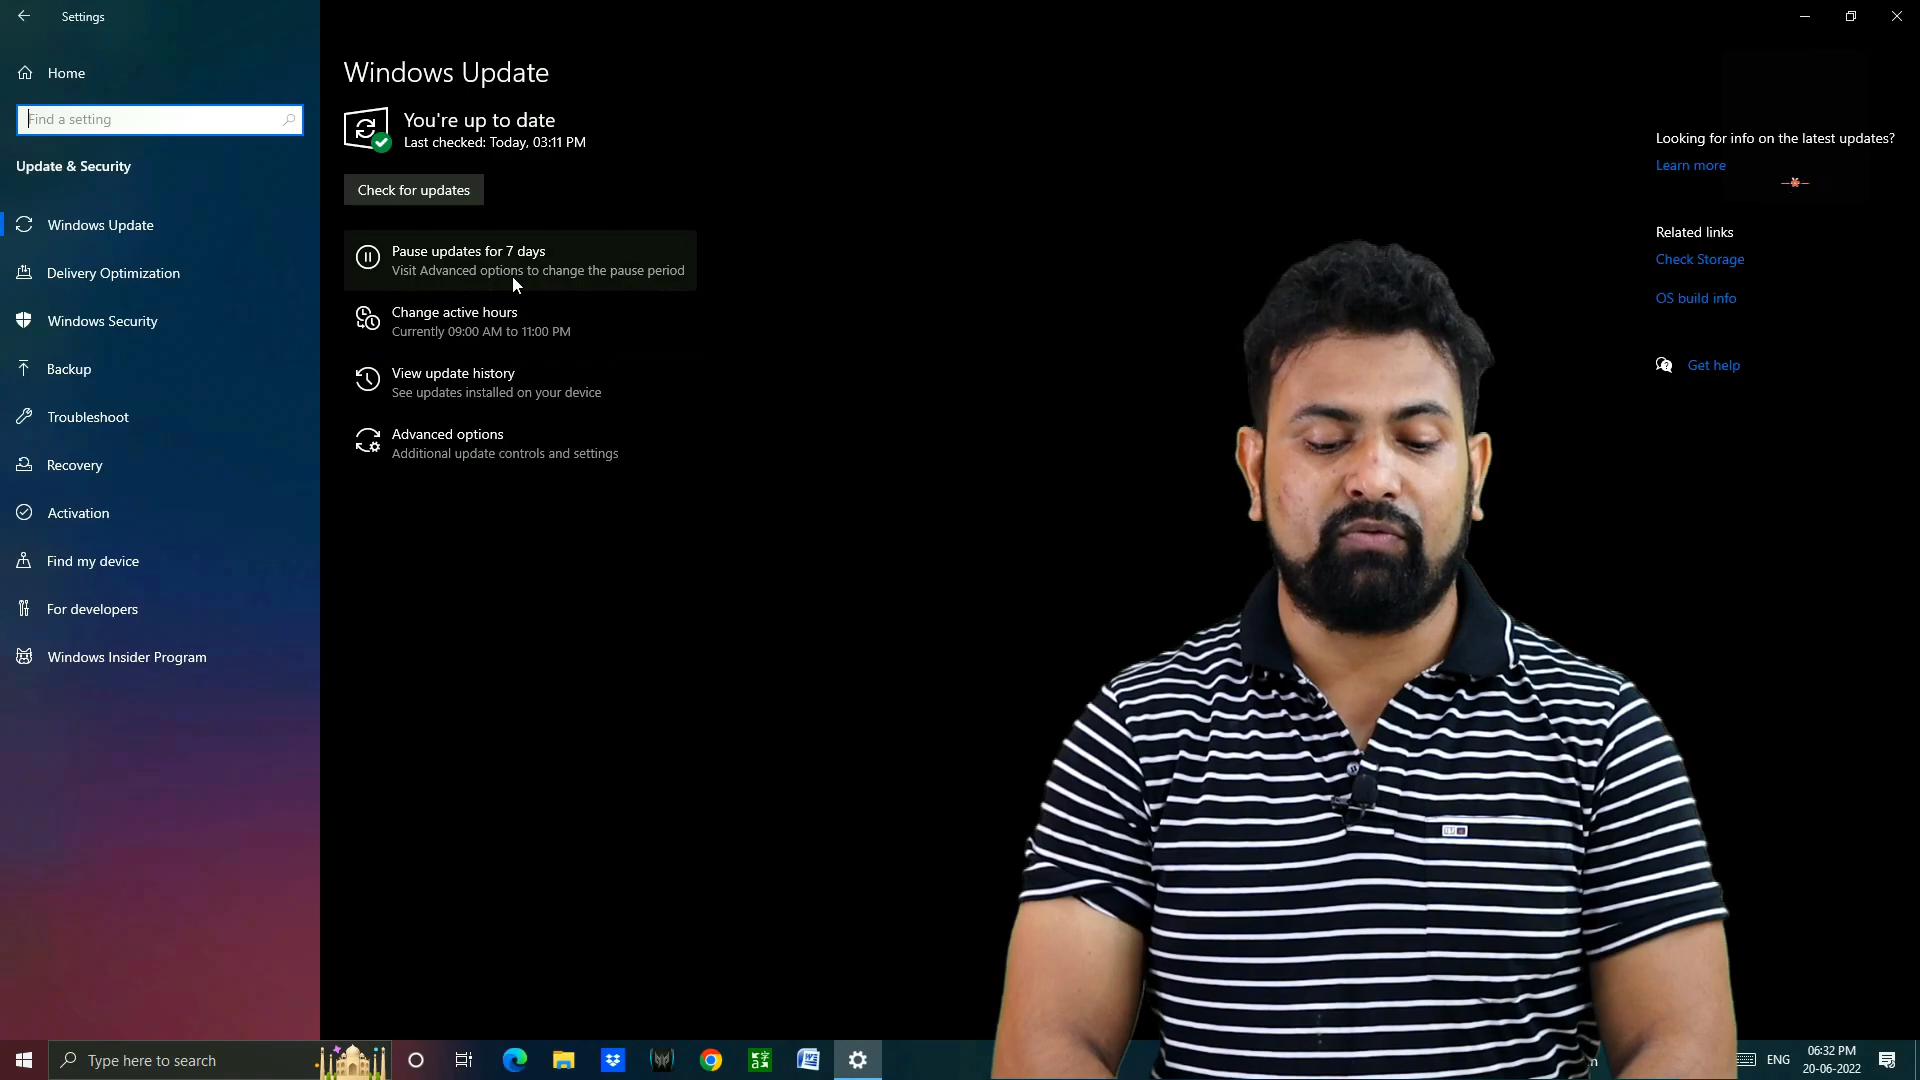 Settings
Home
Find a setting
Update & Security
Windows Update
Delivery Optimization
Windows Security
Backup
Troubleshoot
Recovery
Activation
Find my device
For developers
Windows Insider Program
Windows Update
You're up to date
Last checked: Today, 03:11 PM
Check for updates
Pause updates for 7 days
Visit Advanced options to change the pause period
Change active hours
Currently 09:00 AM to 11:00 PM
View update history
See updates installed on your device
Advanced options
Additional update controls and settings
Looking for info on the latest updates?
Learn more
Related links
Check Storage
OS build info
Get help
Type here to search
ENG
06:32 PM
20-06-2022